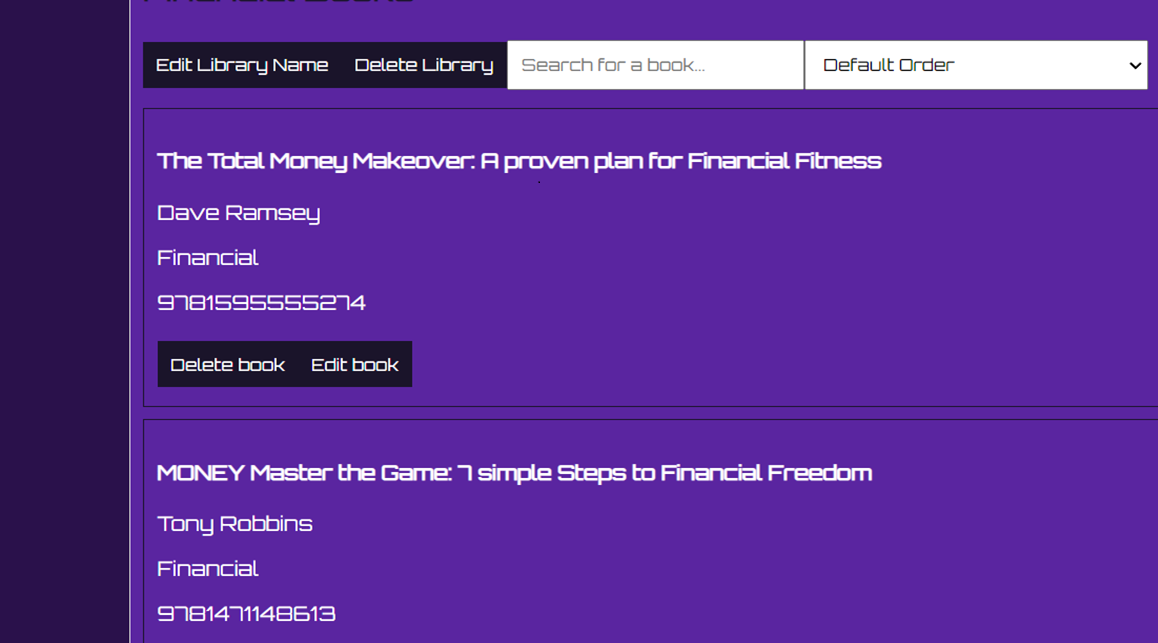 Edit Library Name Delete Library Search for a book... Default Order
The Total Money Makeover: A proven plan for Financial Fitness
Dave Ramsey
Financial
9781595555274
Delete book Edit book
MONEY Master the Game: 7 simple Steps to Financial Freedom
Tony Robbins
Financial
9781471148613